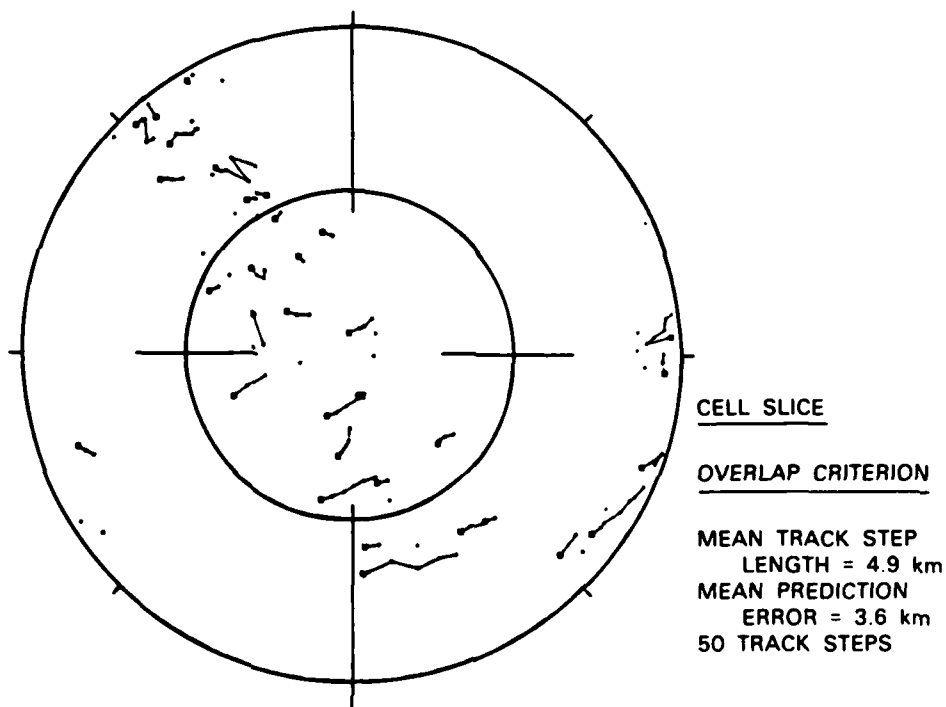 CELL SLICE
OVERLAP CRITERION
MEAN TRACK STEP
LENGTH = 4.9 km
MEAN PREDICTION
ERROR = 3.6 km
50 TRACK STEPS